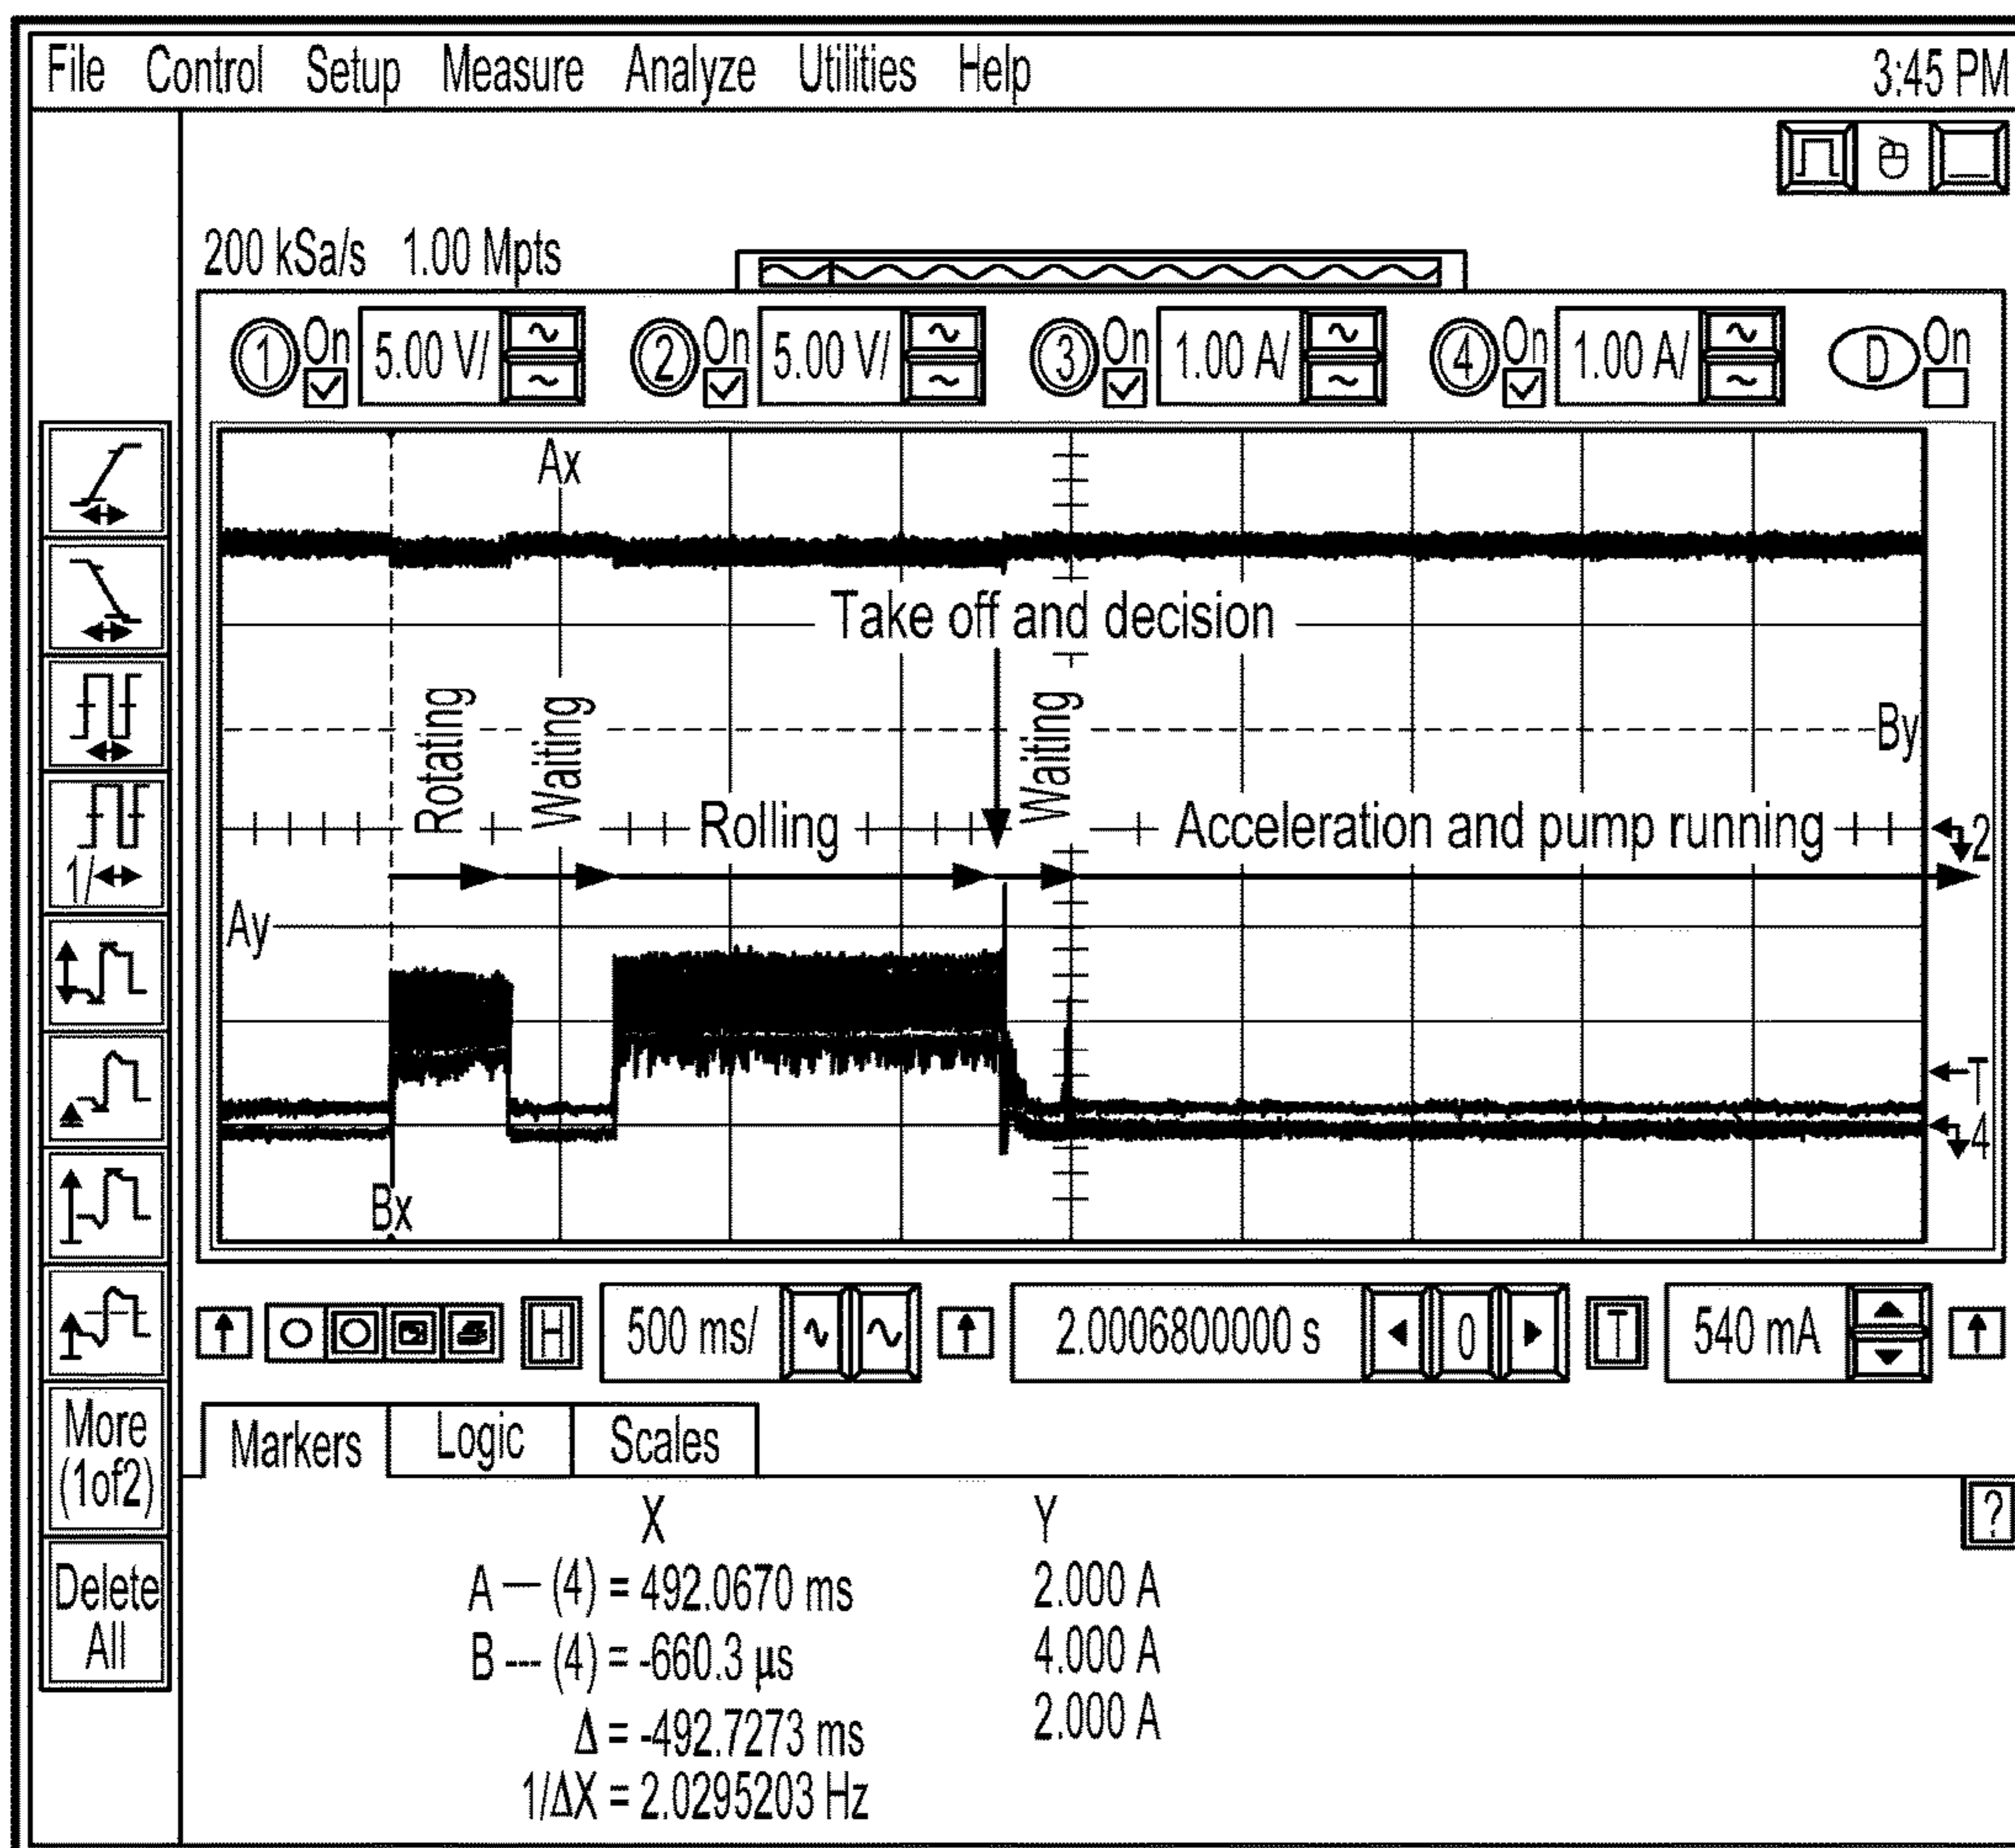 File Control Setup Measure Analyze Utilities Help 3:45 PM
200 kSa/s 1.00 Mpts
1 On 5.00 V/ 2 On 5.00 V/ 3 On 1.00 A/ 4 On 1.00 A/ D On
Ax
Take off and decision
Rotating
Waiting
Waiting
By
Rolling
Acceleration and pump running
2
Ay
T
4
Bx
H 500 ms/ 2.0006800000 s 0 T 540 mA
1/
More
(1of2)
Delete
All
Markers Logic Scales
?
X Y
A — (4) = 492.0670 ms 2.000 A
B --- (4) = -660.3 µs 4.000 A
Δ = -492.7273 ms 2.000 A
1/ΔX = 2.0295203 Hz